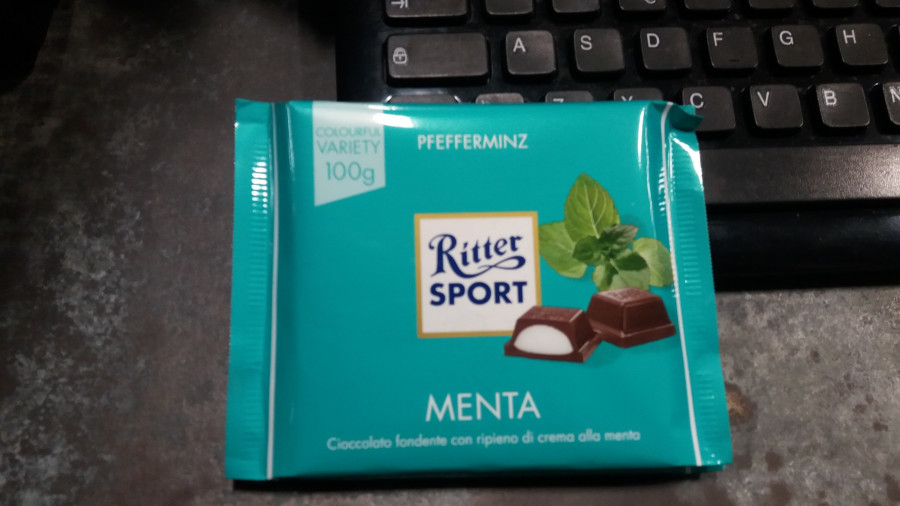 A S D F G H
C V B
COLOURFUL
VARIETY
100g
PFEFFERMINZ
Ritter
SPORT
MENTA
Cioccolato fondente con ripieno di crema alla menta